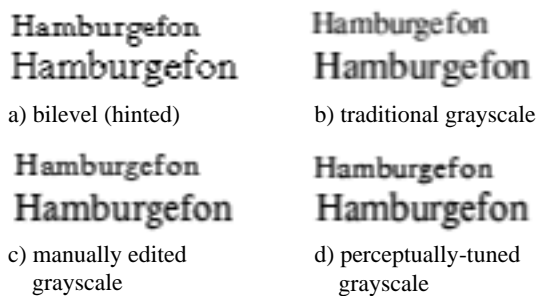 Hamburgefon
Hamburgefon
a) bilevel (hinted)
Hamburgefon
Hamburgefon
b) traditional grayscale
Hamburgefon
Hamburgefon
c) manually edited
grayscale
Hamburgefon
Hamburgefon
d) perceptually-tuned
grayscale